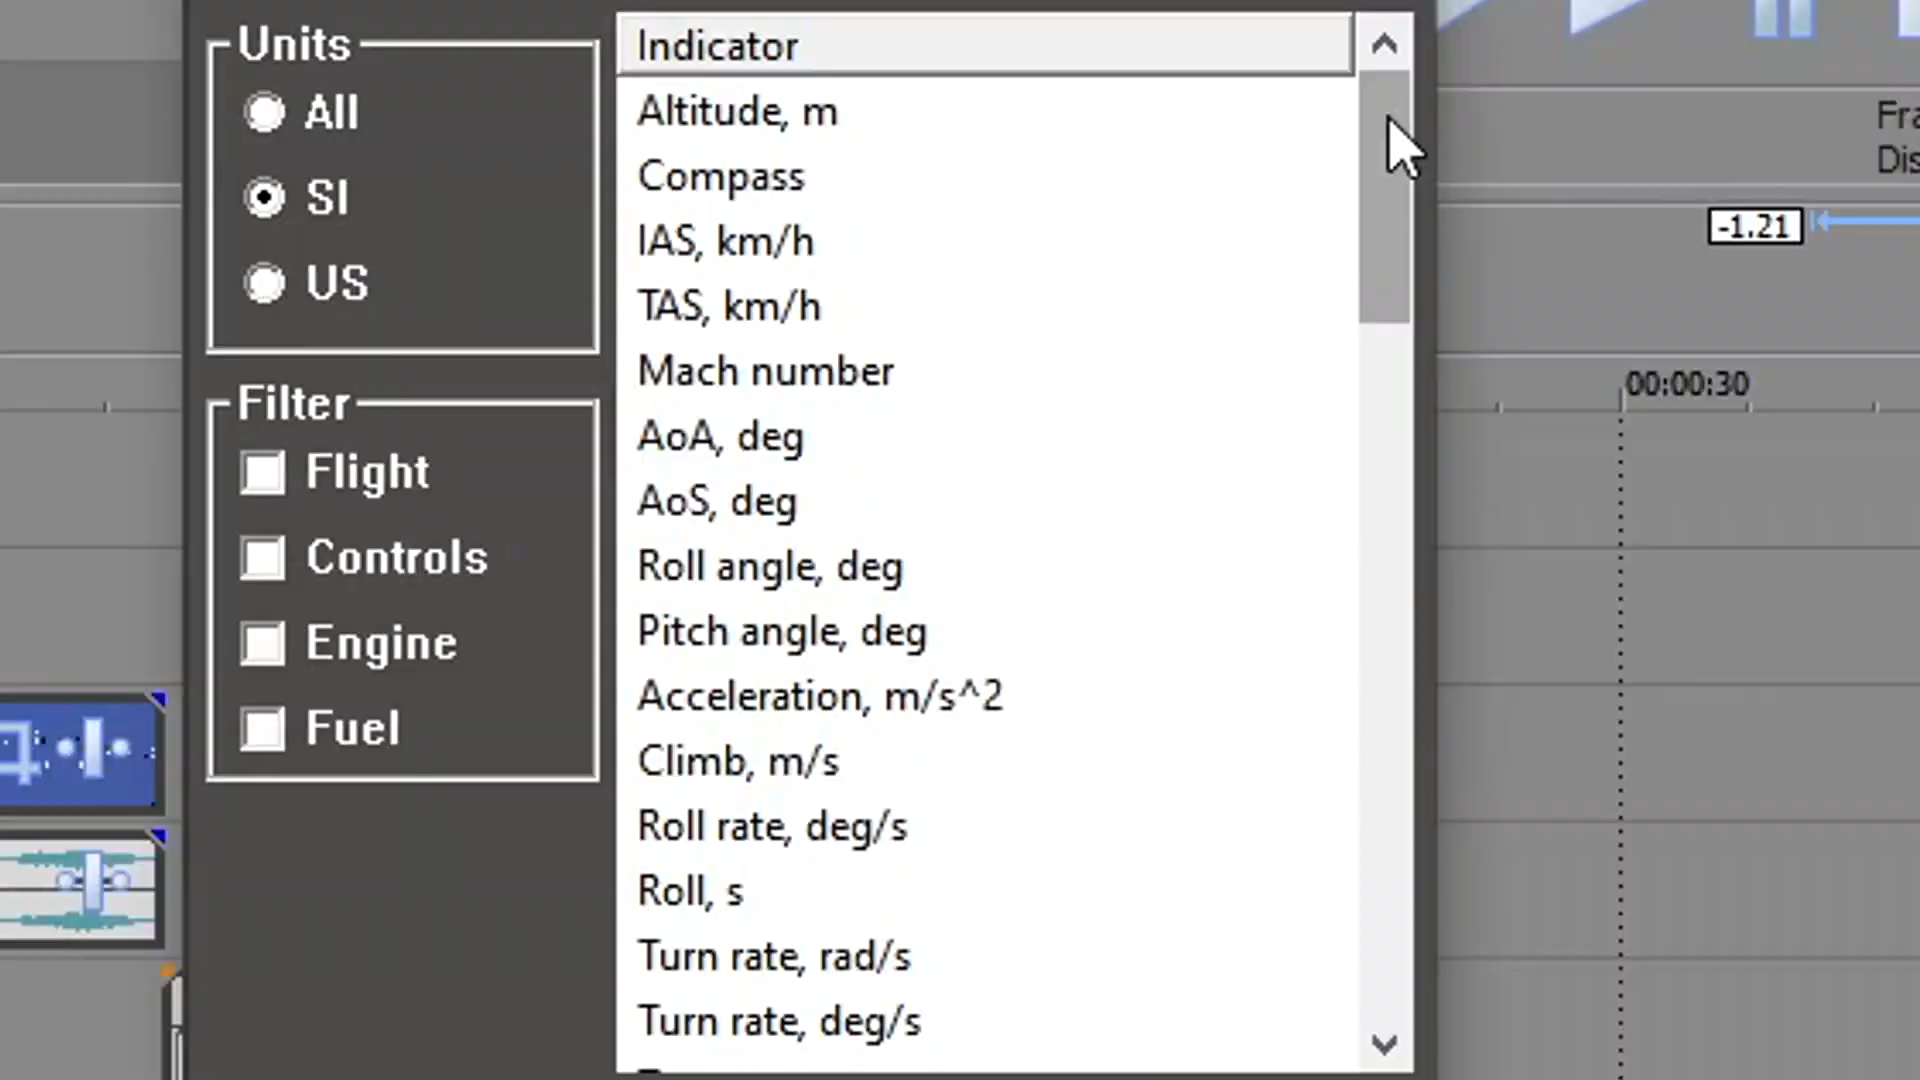 Units
All
SI
US
Filter
Flight
Controls
Engine
Fuel
Indicator
Altitude, m
Compass
IAS, km/h
TAS, km/h
Mach number
AoA, deg
AoS, deg
Roll angle, deg
Pitch angle, deg
Acceleration, m/s^2
Climb, m/s
Roll rate, deg/s
Roll, s
Turn rate, rad/s
Turn rate, deg/s
Fra
Dis
-1.21
00:00:30